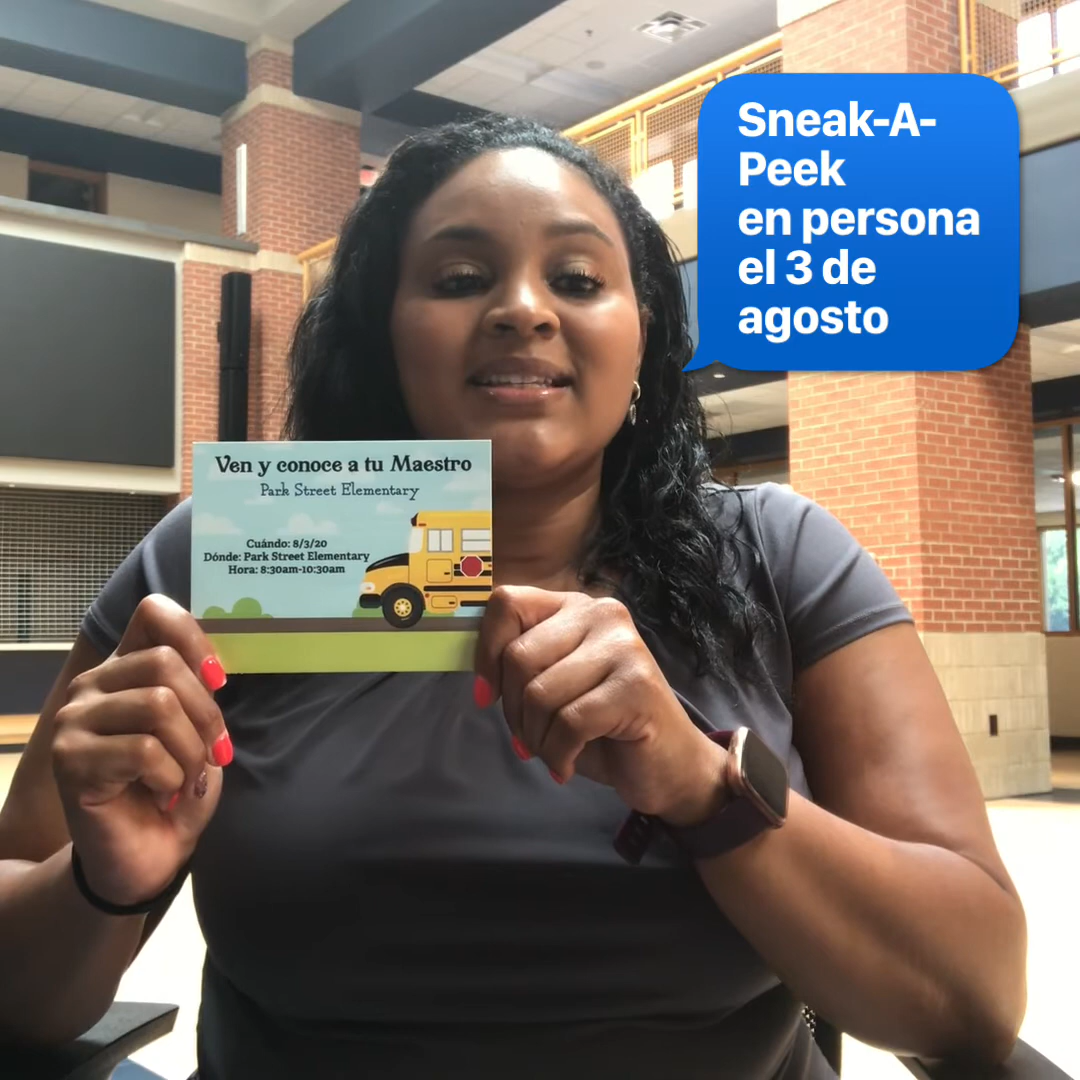 Sneak-A-
Peek
en persona
el 3 de
agosto
Ven y conoce a tu Maestro
Park Street Elementary
Cuándo: 8/3/20
Dónde: Park Street Elementary
Hora: 8:30am-10:30am